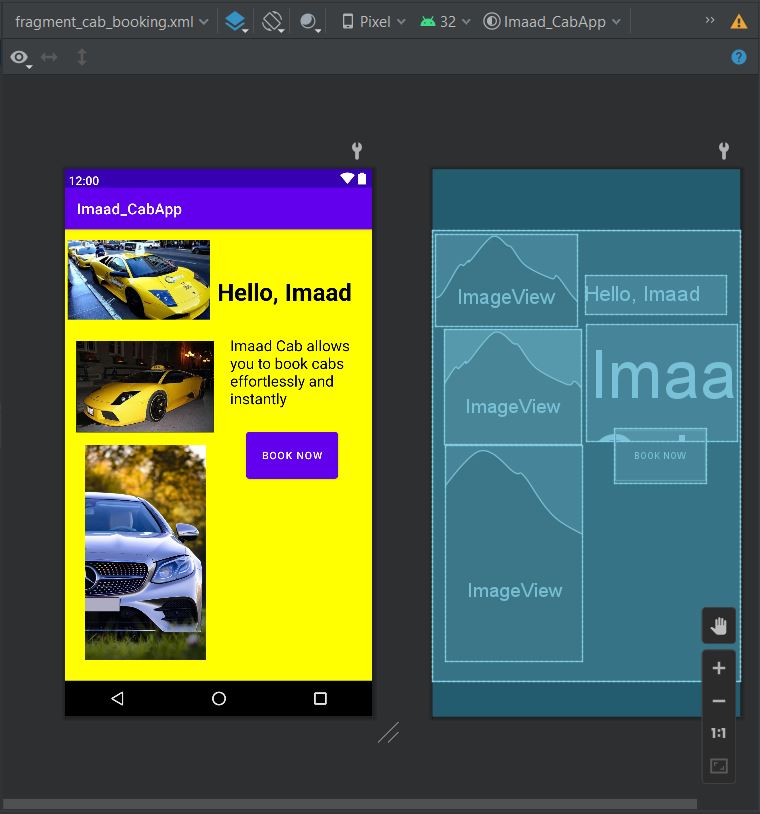 fragment_cab_booking.xml
Pixel
32
Imaad_CabApp
12:00
Imaad_CabApp
Hello, Imaad
Imaad Cab allows
you to book cabs
effortlessly and
instantly
BOOK NOW
ImageView
Hello, Imaad
ImageView
Imaa
BOOK NOW
ImageView
1:1